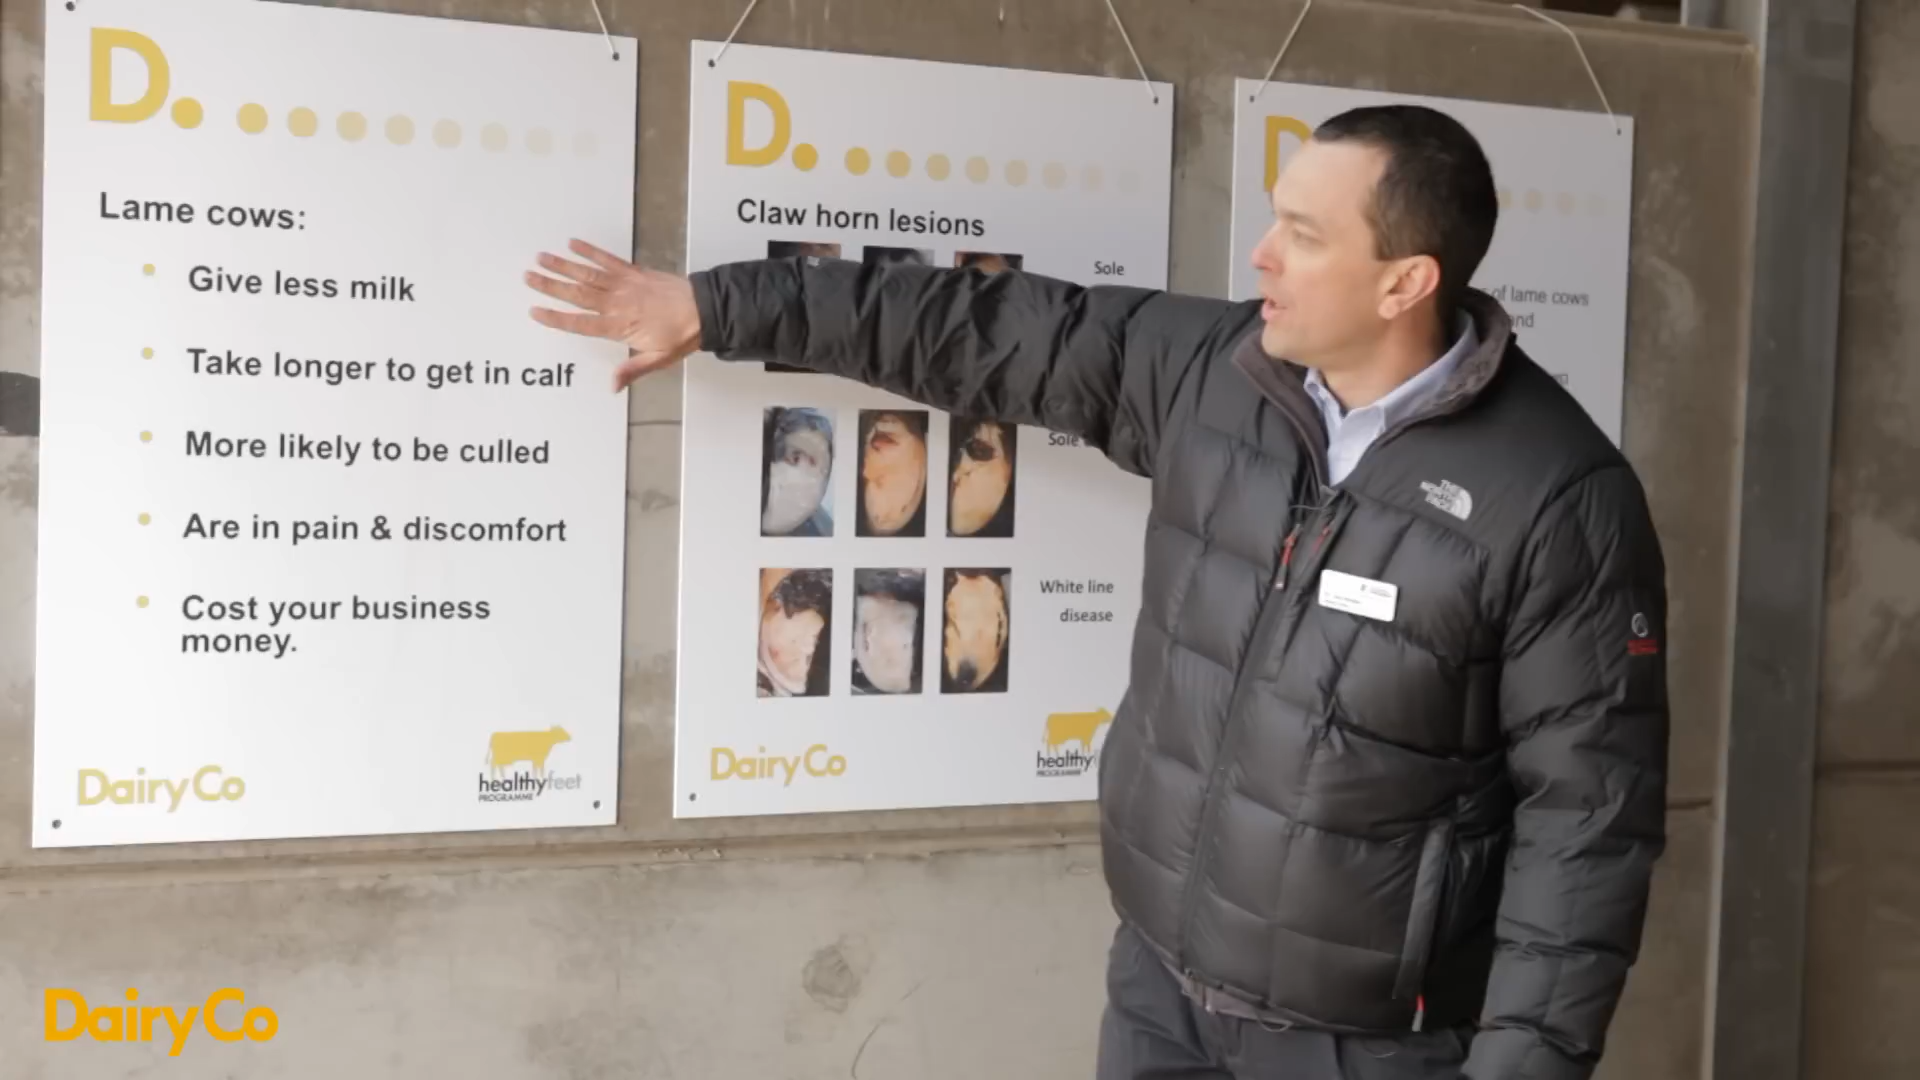 D.
Lame cows:
Give less milk
Take longer to get in calf
More likely to be culled
Are in pain & discomfort
Cost your business
money.
DairyCo
healthyfeet
PROGRAMME
D.
Claw horn lesions
Sole
Sole
White line
disease
DairyCo
healthy
PROGRAMME
D
of lame cows
and
THE
NORTH
FACE
DairyCo